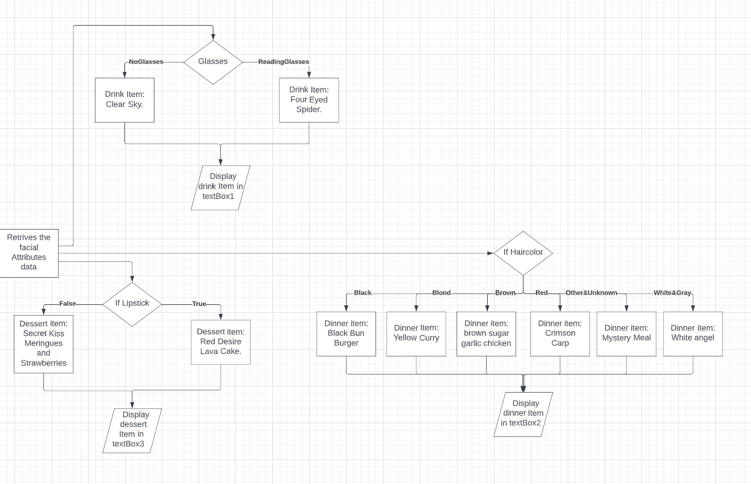 Glasses
NoGlasses
ReadingGlasses
Drink Item:
Clear Sky.
Drink Item:
Four Eyed
Spider.
Display
drink Item in
textBox1
Retrives the
facial
Attributes
data
If Haircolor
If Lipstick
False
True
Dessert item:
Secret Kiss
Meringues
and
Strawberries
Dessert item:
Red Desire
Lava Cake.
Display
dessert
Item in
textBox3
Black
Blond
Brown
Red
Other&Unknown
White&Gray.
Dinner item:
Black Bun
Burger
Dinner Item:
Yellow Curry
Dinner item:
brown sugar
garlic chicken
Dinner item:
Crimson
Carp
Dinner item:
Mystery Meal
Dinner item:
White angel
Display
dinner Item
in textBox2